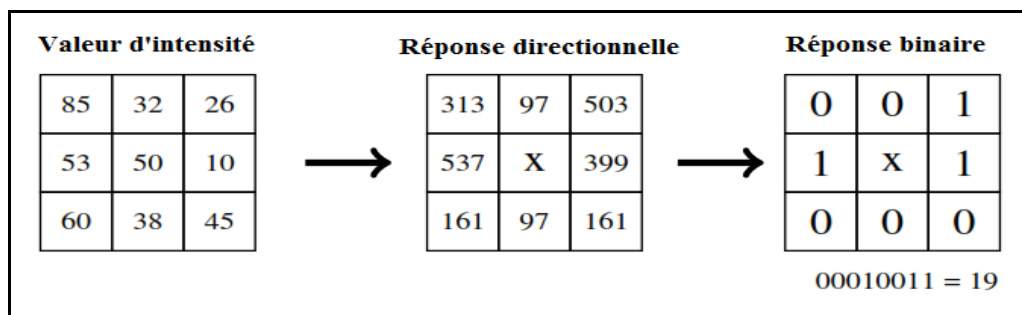 Valeur d'intensité Réponse directionnelle Réponse binaire
85 32 26 313 97 503 0 0 1
53 50 10 537 X 399 1 X 1
60 38 45 161 97 161 0 0 0
00010011 = 19